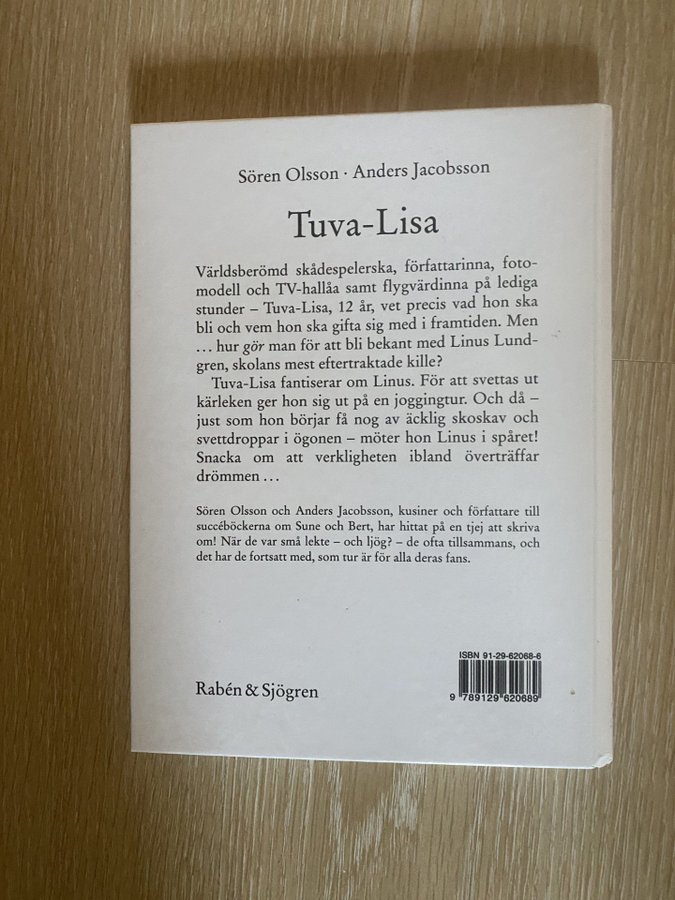 Sören Olsson · Anders Jacobsson
Tuva-Lisa
Världsberömd skådespelerska, författarinna, foto-
modell och TV-hallåa samt flygvärdinna på lediga
stunder – Tuva-Lisa, 12 år, vet precis vad hon ska
bli och vem hon ska gifta sig med i framtiden. Men
… hur gör man för att bli bekant med Linus Lund-
gren, skolans mest eftertraktade kille?
Tuva-Lisa fantiserar om Linus. För att svettas ut
kärleken ger hon sig ut på en joggingtur. Och då –
just som hon börjar få nog av äcklig skoskav och
svettdroppar i ögonen – möter hon Linus i spåret!
Snacka om att verkligheten ibland överträffar
drömmen …
Sören Olsson och Anders Jacobsson, kusiner och författare till
succéböckerna om Sune och Bert, har hittat på en tjej att skriva
om! När de var små lekte – och ljög? – de ofta tillsammans, och
det har de fortsatt med, som tur är för alla deras fans.
ISBN 91-29-62068-6
9 789129 620689
Rabén & Sjögren